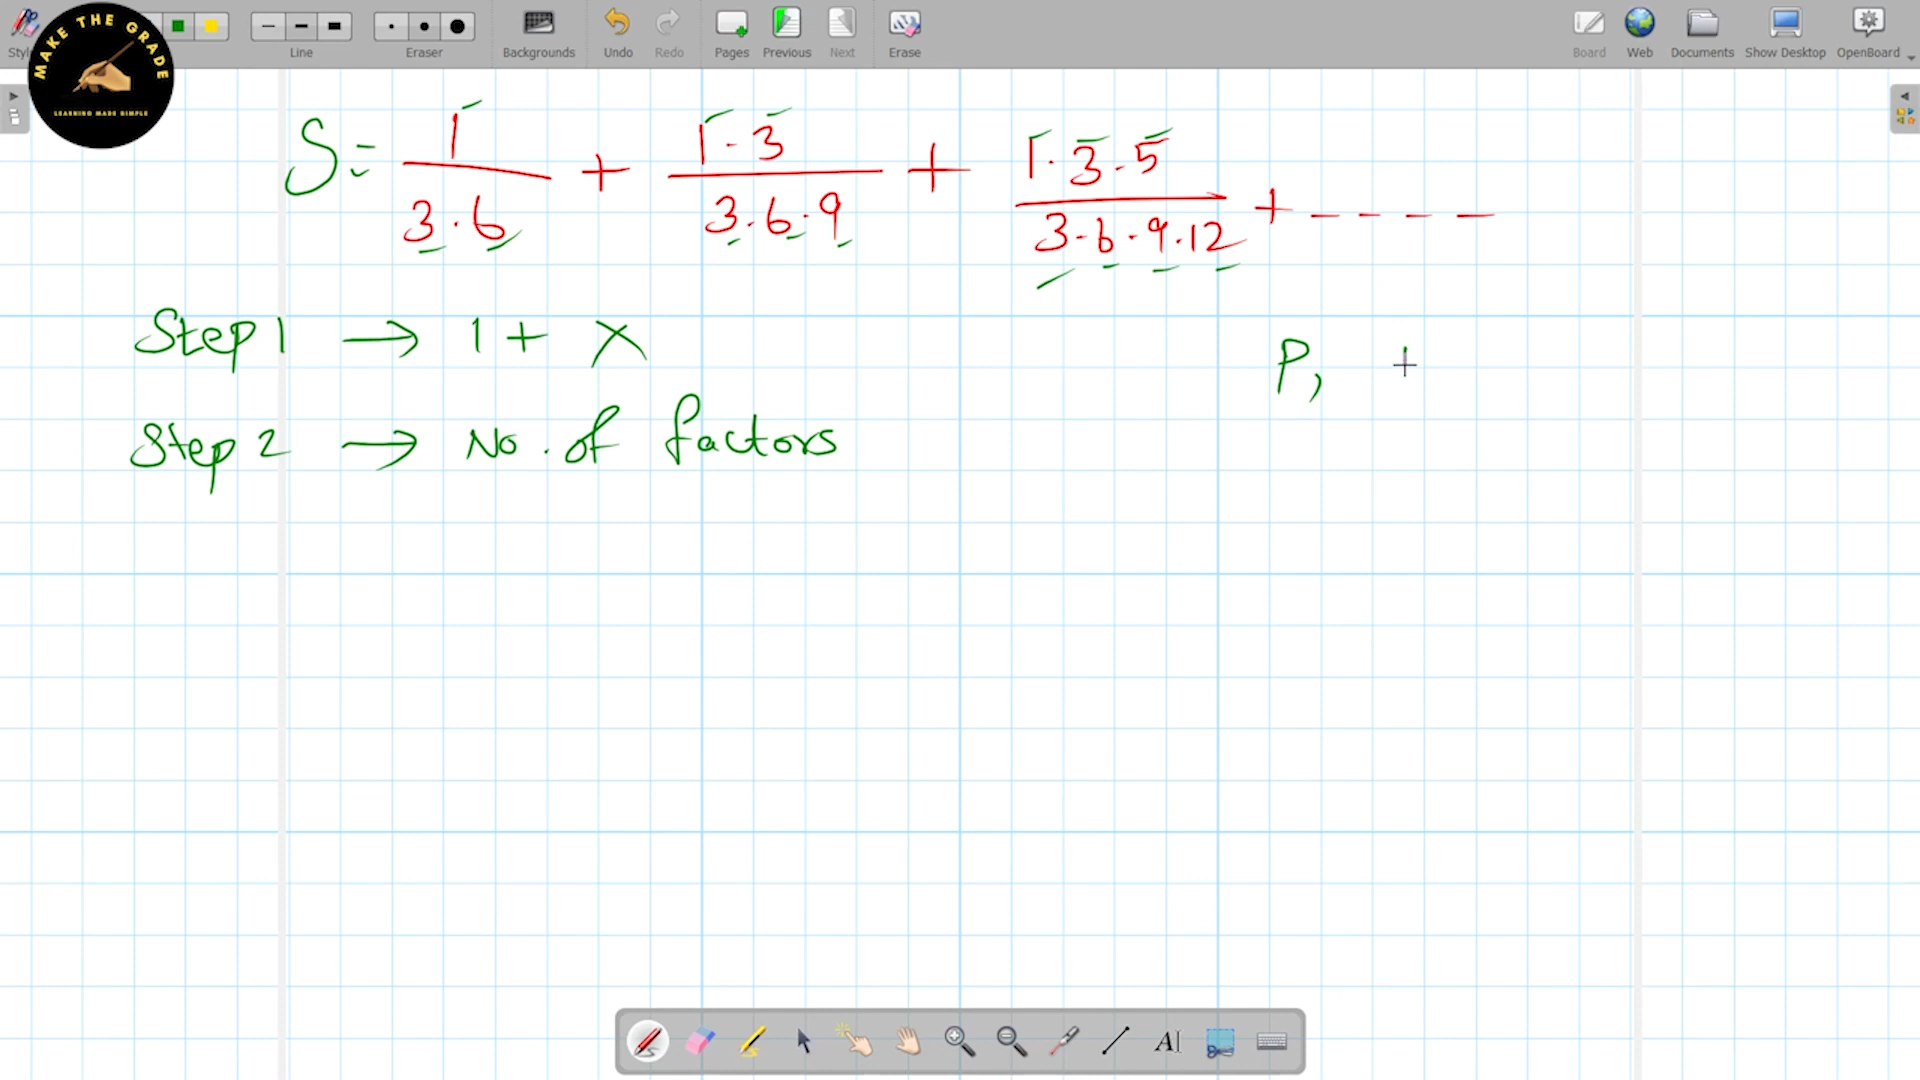 Style Line Eraser Backgrounds Undo Redo Pages Previous Next Erase Board Web Documents Show Desktop OpenBoard
MAKE THE GRADE
LEARNING MADE SIMPLE
S = 1/(3·6) + (1·3)/(3·6·9) + (1·3·5)/(3·6·9·12) + - - - -
Step 1 → 1 + x
P,
Step 2 → No. of factors
AI